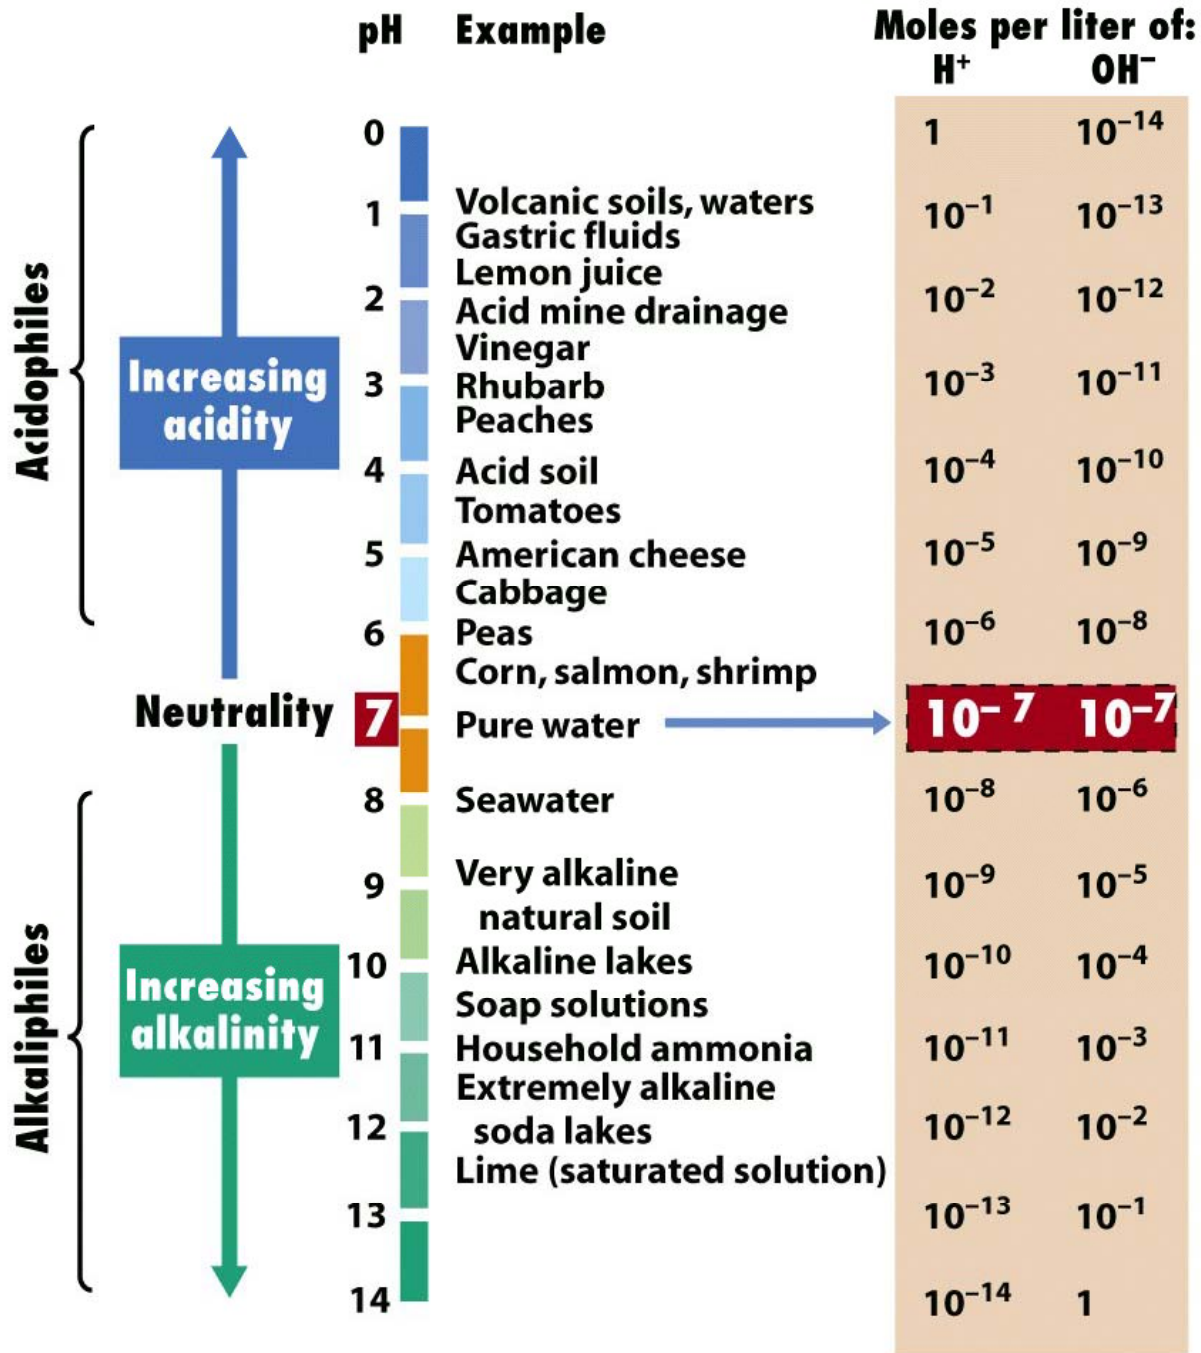 pH Example Moles per liter of:
H⁺ OH⁻
0 1 10⁻¹⁴
1 Volcanic soils, waters 10⁻¹ 10⁻¹³
Gastric fluids
Lemon juice
2 Acid mine drainage 10⁻² 10⁻¹²
Vinegar
Increasing
acidity
Acidophiles
3 Rhubarb 10⁻³ 10⁻¹¹
Peaches
4 Acid soil 10⁻⁴ 10⁻¹⁰
Tomatoes
5 American cheese 10⁻⁵ 10⁻⁹
Cabbage
6 Peas 10⁻⁶ 10⁻⁸
Corn, salmon, shrimp
Neutrality 7 Pure water 10⁻⁷ 10⁻⁷
8 Seawater 10⁻⁸ 10⁻⁶
9 Very alkaline 10⁻⁹ 10⁻⁵
natural soil
10 Alkaline lakes 10⁻¹⁰ 10⁻⁴
Soap solutions
Increasing
alkalinity
Alkaliphiles
11 Household ammonia 10⁻¹¹ 10⁻³
Extremely alkaline
12 soda lakes 10⁻¹² 10⁻²
Lime (saturated solution)
13 10⁻¹³ 10⁻¹
14 10⁻¹⁴ 1